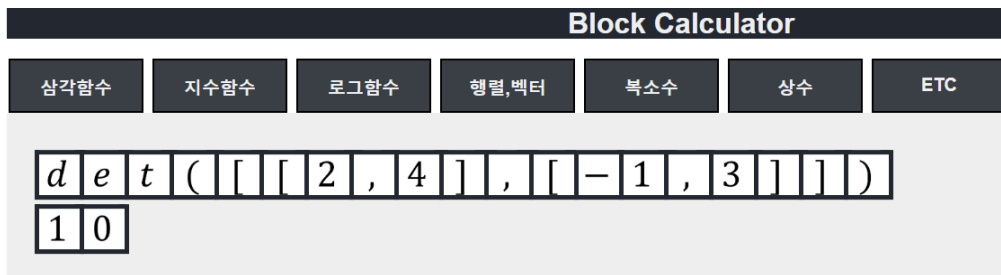 Block Calculator
삼각함수 지수함수 로그함수 행렬,벡터 복소수 상수 ETC
det([[2,4],[−1,3]])
10